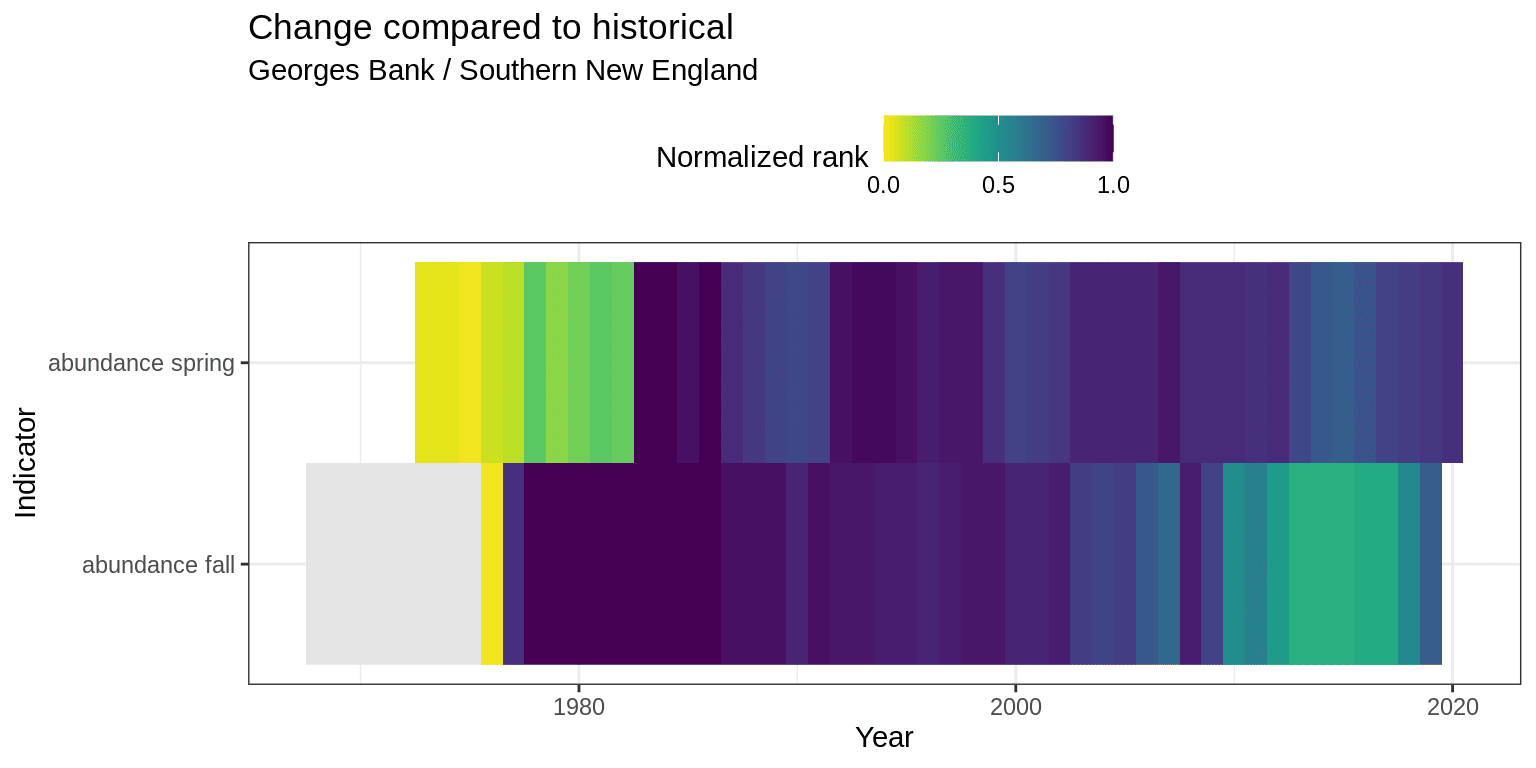 Change compared to historical
Georges Bank / Southern New England
Normalized rank
0.0 0.5 1.0
abundance spring
abundance fall
Indicator
1980 2000 2020
Year